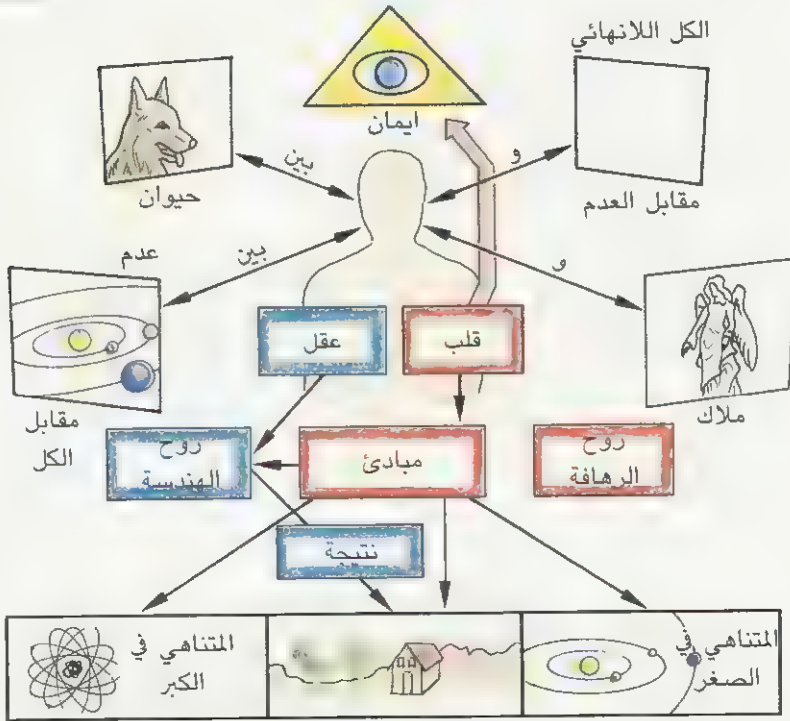 الكل اللانهائي
ايمان
بين
و
حيوان
مقابل العدم
عدم
بين
و
عقل
قلب
ملاك
مقابل
الكل
روح
الهندسة
مبادئ
روح
الرهافة
نتيجة
المتناهي في
الكبر
المتناهي في
الصغر